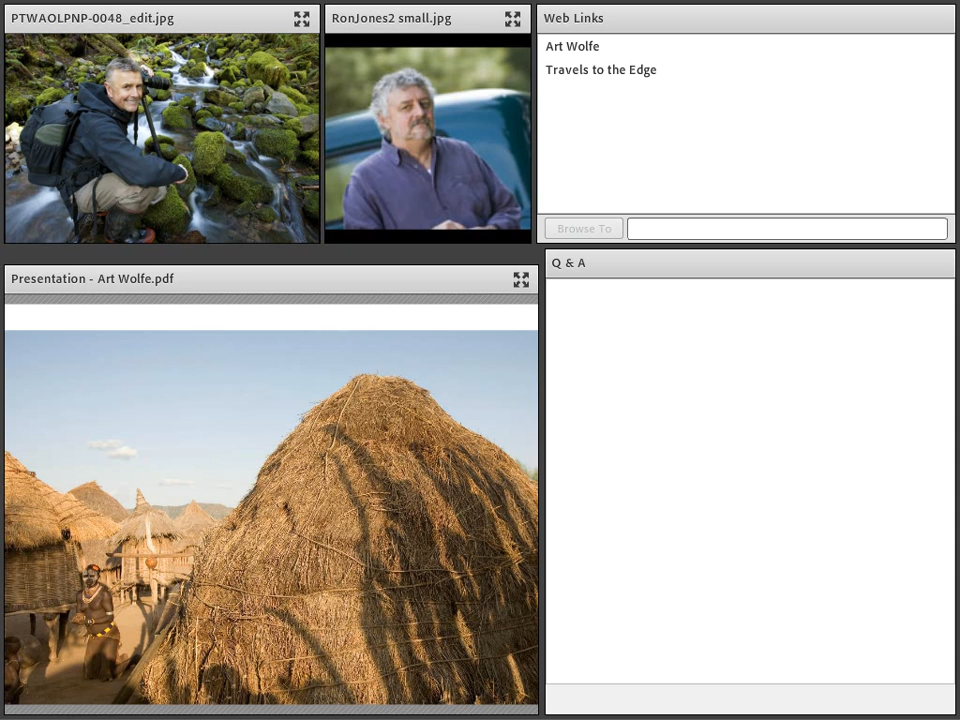 PTWAOLPNP-0048_edit.jpg
RonJones2 small.jpg
Web Links
Art Wolfe
Travels to the Edge
Browse To
Presentation - Art Wolfe.pdf
Q & A